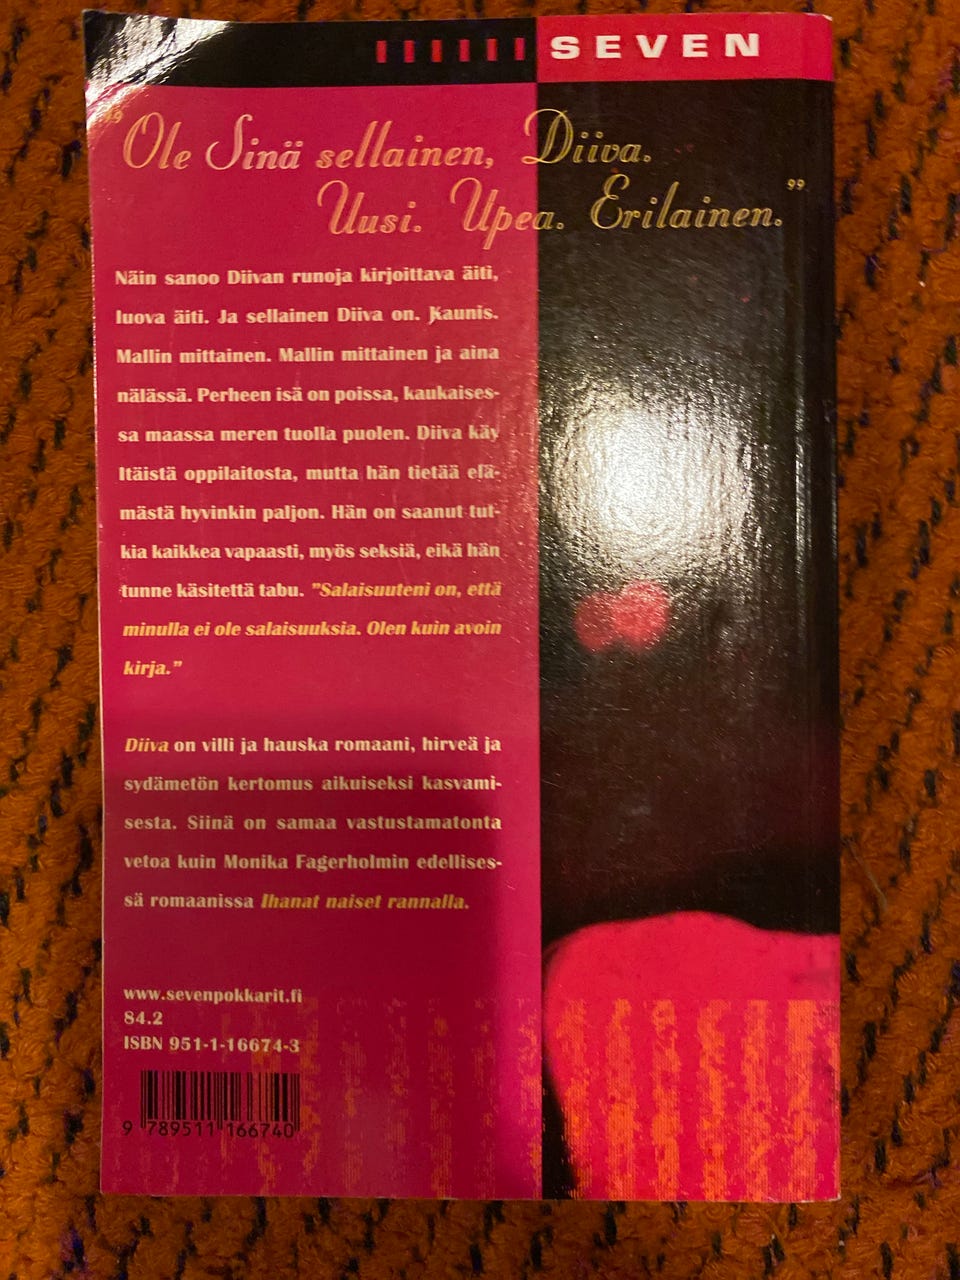 SEVEN
"Ole Sinä sellainen, Diiva.
Uusi. Upea. Erilainen."
Näin sanoo Diivan runoja kirjoittava äiti,
luova äiti. Ja sellainen Diiva on. Kaunis.
Mallin mittainen. Mallin mittainen ja aina
nälässä. Perheen isä on poissa, kaukaises-
sa maassa meren tuolla puolen. Diiva käy
Itäistä oppilaitosta, mutta hän tietää elä-
mästä hyvinkin paljon. Hän on saanut tut-
kia kaikkea vapaasti, myös seksiä, eikä hän
tunne käsitettä tabu. "Salaisuuteni on, että
minulla ei ole salaisuuksia. Olen kuin avoin
kirja."
Diiva on villi ja hauska romaani, hirveä ja
sydämetön kertomus aikuiseksi kasvami-
sesta. Siinä on samaa vastustamatonta
vetoa kuin Monika Fagerholmin edellises-
sä romaanissa Ihanat naiset rannalla.
www.sevenpokkarit.fi
84.2
ISBN 951-1-16674-3
9 789511 166740